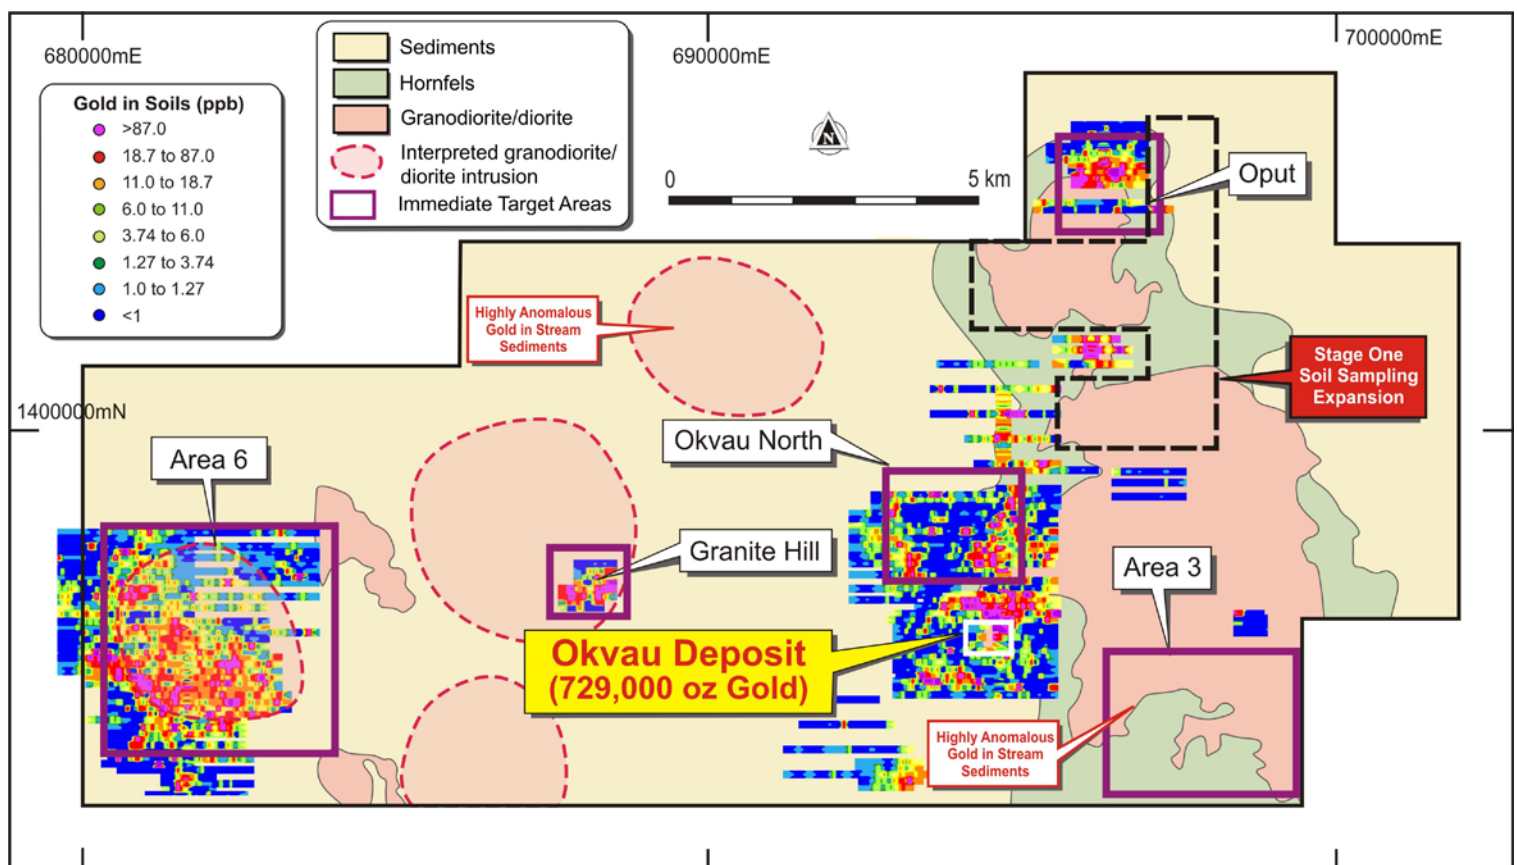 680000mE
690000mE
700000mE
Sediments
Hornfels
Granodiorite/diorite
Interpreted granodiorite/
diorite intrusion
Immediate Target Areas
Gold in Soils (ppb)
>87.0
18.7 to 87.0
11.0 to 18.7
6.0 to 11.0
3.74 to 6.0
1.27 to 3.74
1.0 to 1.27
<1
N
0
5 km
Oput
Highly Anomalous
Gold in Stream
Sediments
Stage One
Soil Sampling
Expansion
1400000mN
Okvau North
Area 6
Granite Hill
Area 3
Okvau Deposit
(729,000 oz Gold)
Highly Anomalous
Gold in Stream
Sediments